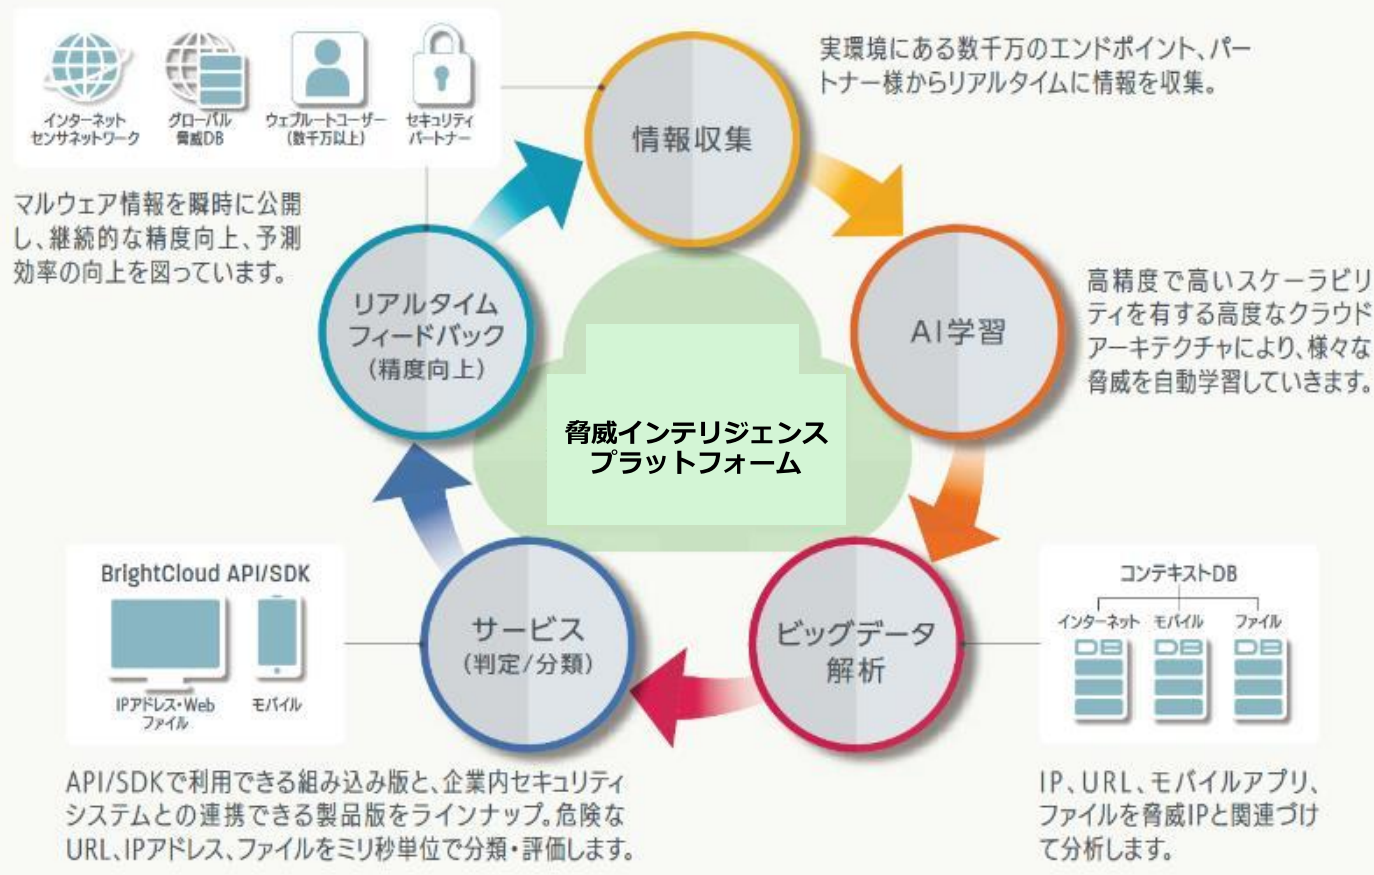 インターネット
センサネットワーク
グローバル
脅威DB
ウェブルートユーザー
(数千万以上)
セキュリティ
パートナー
情報収集
実環境にある数千万のエンドポイント、パー
トナー様からリアルタイムに情報を収集。
マルウェア情報を瞬時に公開
し、継続的な精度向上、予測
効率の向上を図っています。
リアルタイム
フィードバック
(精度向上)
AI学習
高精度で高いスケーラビリ
ティを有する高度なクラウド
アーキテクチャにより、様々な
脅威を自動学習していきます。
脅威インテリジェンス
プラットフォーム
BrightCloud API/SDK
IPアドレス・Web
ファイル
モバイル
サービス
(判定/分類)
ビッグデータ
解析
コンテキストDB
インターネット
モバイル
ファイル
DB
DB
DB
API/SDKで利用できる組み込み版と、企業内セキュリティ
システムとの連携できる製品版をラインナップ。危険な
URL、IPアドレス、ファイルをミリ秒単位で分類・評価します。
IP、URL、モバイルアプリ、
ファイルを脅威IPと関連づけ
て分析します。